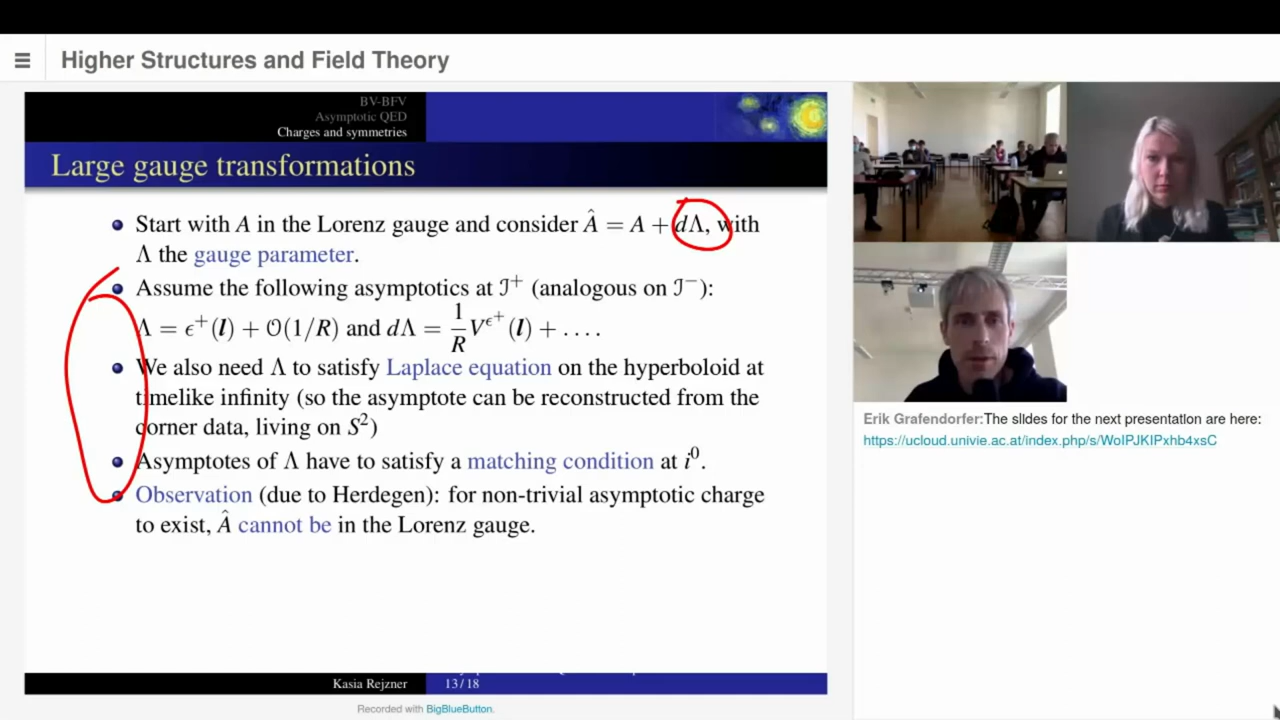 Higher Structures and Field Theory
BV-BFV
Asymptotic QED
Charges and symmetries
Large gauge transformations
Start with A in the Lorenz gauge and consider Â = A + dΛ, with
Λ the gauge parameter.
Assume the following asymptotics at ℐ⁺ (analogous on ℐ⁻):
Λ = ϵ⁺(l) + O(1/R) and dΛ = 1/R V^ϵ⁺(l) + . . . .
We also need Λ to satisfy Laplace equation on the hyperboloid at
timelike infinity (so the asymptote can be reconstructed from the
corner data, living on S²)
Asymptotes of Λ have to satisfy a matching condition at i⁰.
Observation (due to Herdegen): for non-trivial asymptotic charge
to exist, Â cannot be in the Lorenz gauge.
Kasia Rejzner
13 / 18
Recorded with BigBlueButton.
Erik Grafendorfer:The slIdes for the next presentation are here:
https://ucloud.univie.ac.at/index.php/s/WoIPJKIPxhb4xsC